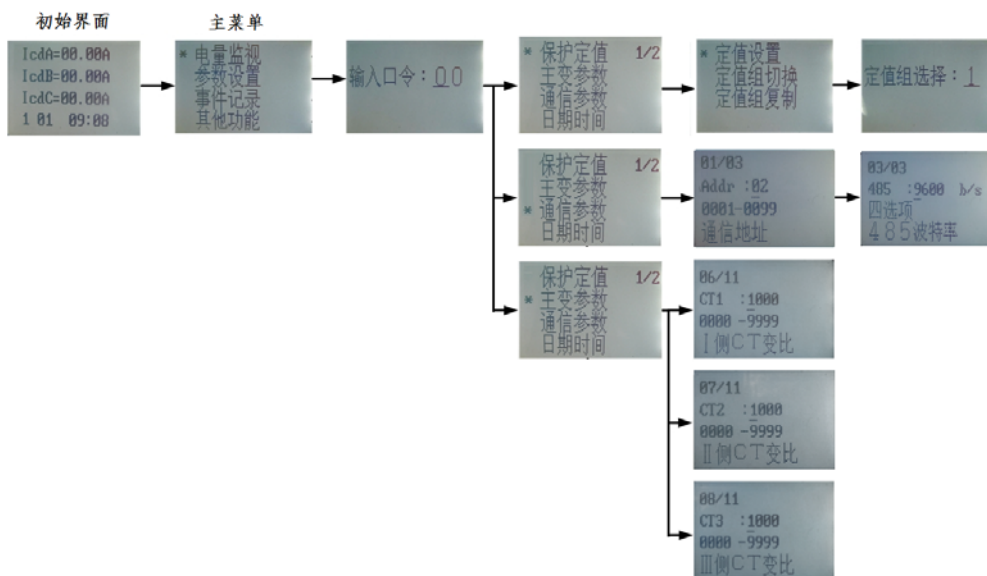 初始界面
IcdA=00.00A
IcdB=00.00A
IcdC=00.00A
1 01 09:08
主菜单
* 电量监视
参数设置
事件记录
其他功能
输入口令：00
* 保护定值 1/2
主变参数
通信参数
日期时间
* 定值设置
定值组切换
定值组复制
定值组选择：1
保护定值 1/2
主变参数
* 通信参数
日期时间
01/03
Addr :02
0001-0099
通信地址
03/03
485 :9600 b/s
四选项
485波特率
保护定值 1/2
* 主变参数
通信参数
日期时间
06/11
CT1 :1000
0000 -9999
Ⅰ侧CT变比
07/11
CT2 :1000
0000 -9999
Ⅱ侧CT变比
08/11
CT3 :1000
0000 -9999
Ⅲ侧CT变比